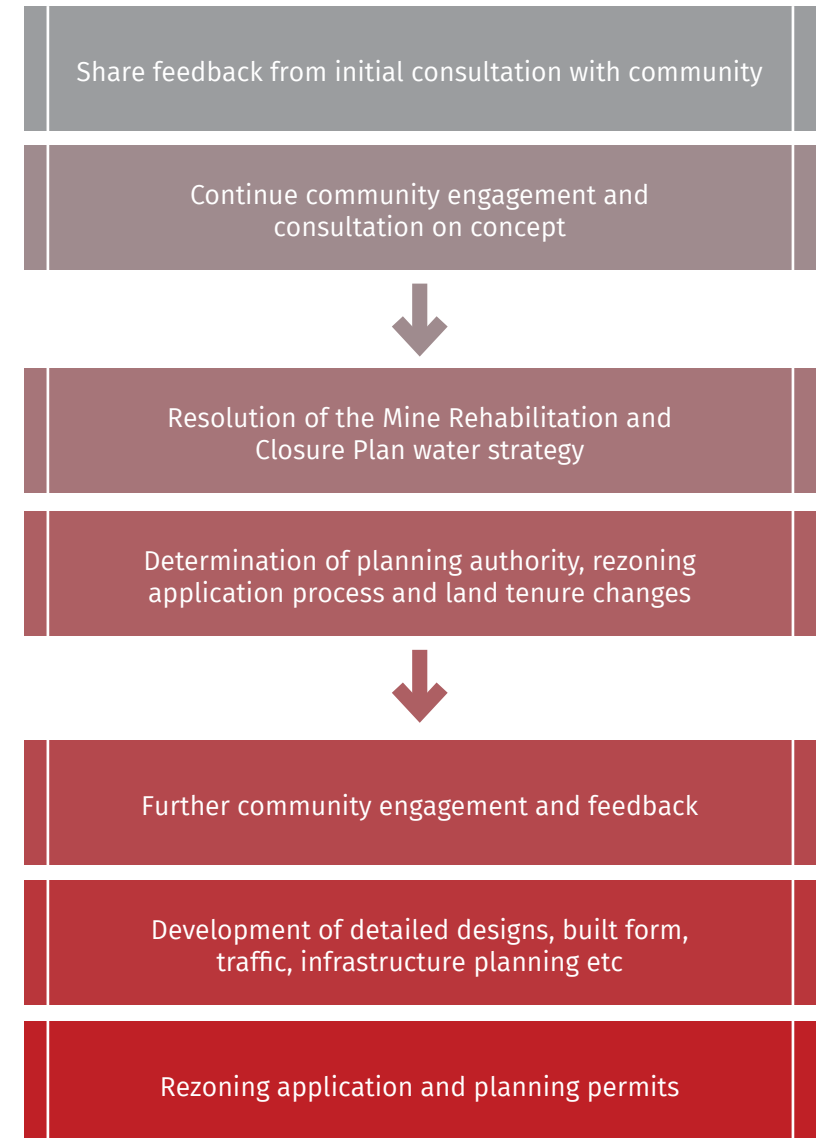 Share feedback from initial consultation with community
Continue community engagement and
consultation on concept
Resolution of the Mine Rehabilitation and
Closure Plan water strategy
Determination of planning authority, rezoning
application process and land tenure changes
Further community engagement and feedback
Development of detailed designs, built form,
traffic, infrastructure planning etc
Rezoning application and planning permits